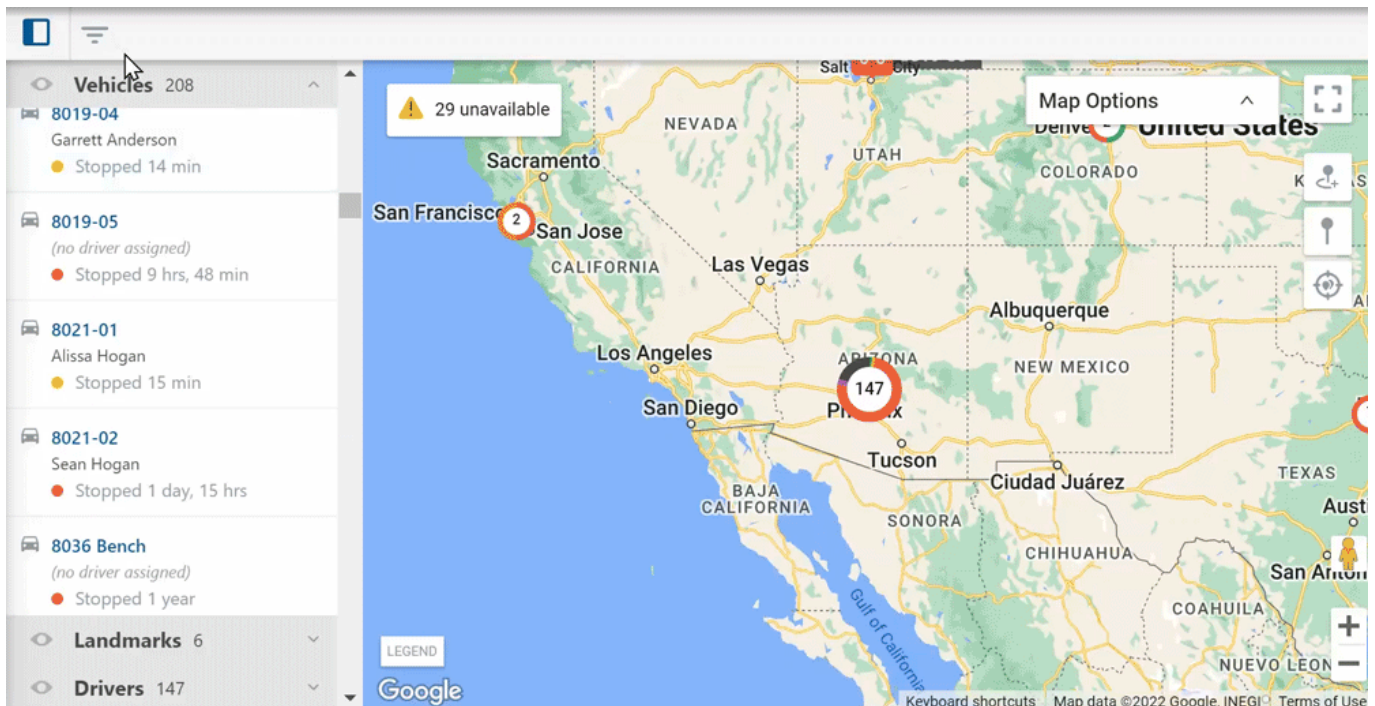 Vehicles 208
8019-04
Garrett Anderson
Stopped 14 min
8019-05
(no driver assigned)
Stopped 9 hrs, 48 min
8021-01
Alissa Hogan
Stopped 15 min
8021-02
Sean Hogan
Stopped 1 day, 15 hrs
8036 Bench
(no driver assigned)
Stopped 1 year
Landmarks 6
Drivers 147
29 unavailable
Map Options
Salt
City
NEVADA
United States
UTAH
Sacramento
COLORADO
San Francisco
2
San Jose
CALIFORNIA
Las Vegas
Albuquerque
Los Angeles
ARIZONA
NEW MEXICO
147
San Diego
Tucson
TEXAS
Ciudad Juárez
BAJA
CALIFORNIA
SONORA
CHIHUAHUA
Gulf of California
COAHUILA
LEGEND
NUEVO LEON
Google
Keyboard shortcuts
Map data ©2022 Google, INEGI
Terms of Use